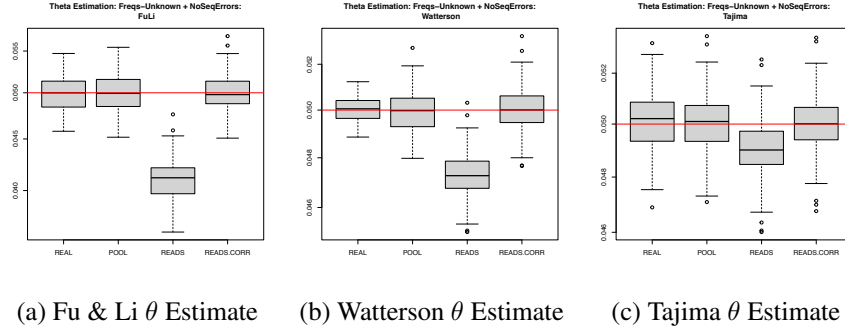 Theta Estimation: Freqs-Unknown + NoSeqErrors:
FuLi
0.055
0.050
0.045
0.040
REAL POOL READS READS.CORR
(a) Fu & Li θ Estimate
Theta Estimation: Freqs-Unknown + NoSeqErrors:
Watterson
0.052
0.050
0.048
0.046
REAL POOL READS READS.CORR
(b) Watterson θ Estimate
Theta Estimation: Freqs-Unknown + NoSeqErrors:
Tajima
0.052
0.050
0.048
0.046
REAL POOL READS READS.CORR
(c) Tajima θ Estimate